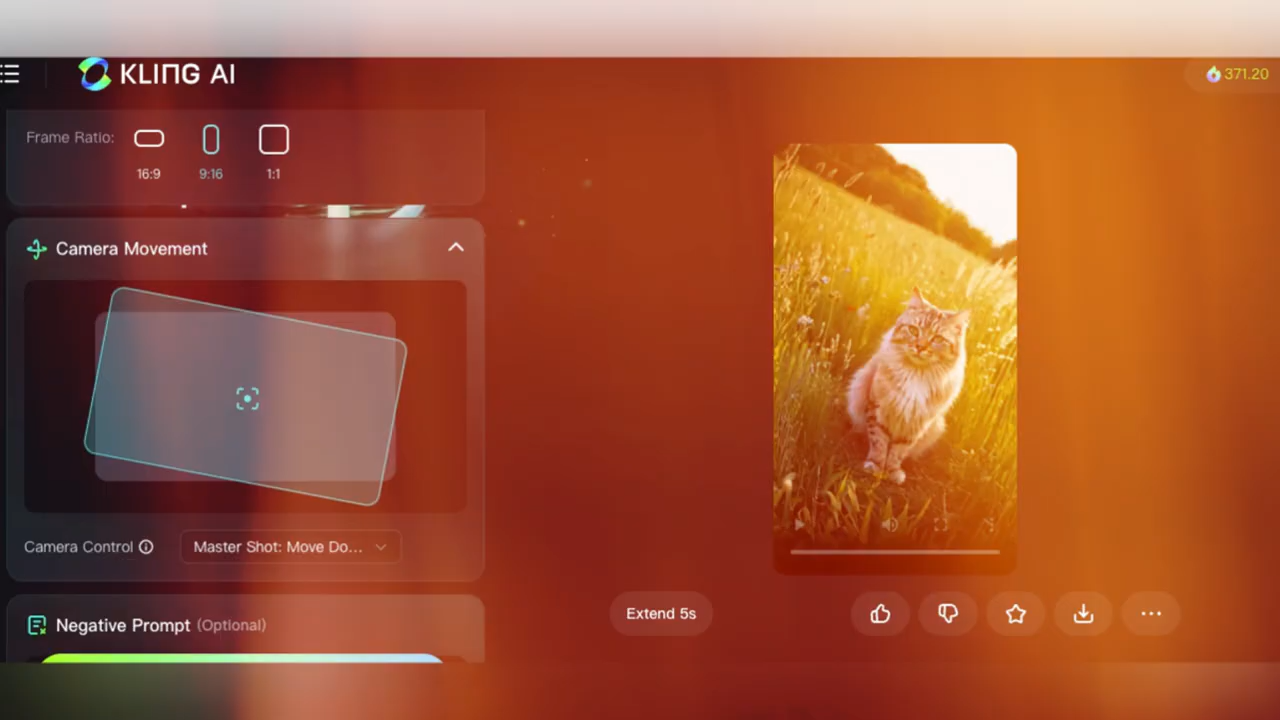 KLING AI
371.20
Frame Ratio:
16:9
9:16
1:1
Camera Movement
Camera Control
Master Shot: Move Do...
Extend 5s
Negative Prompt (Optional)